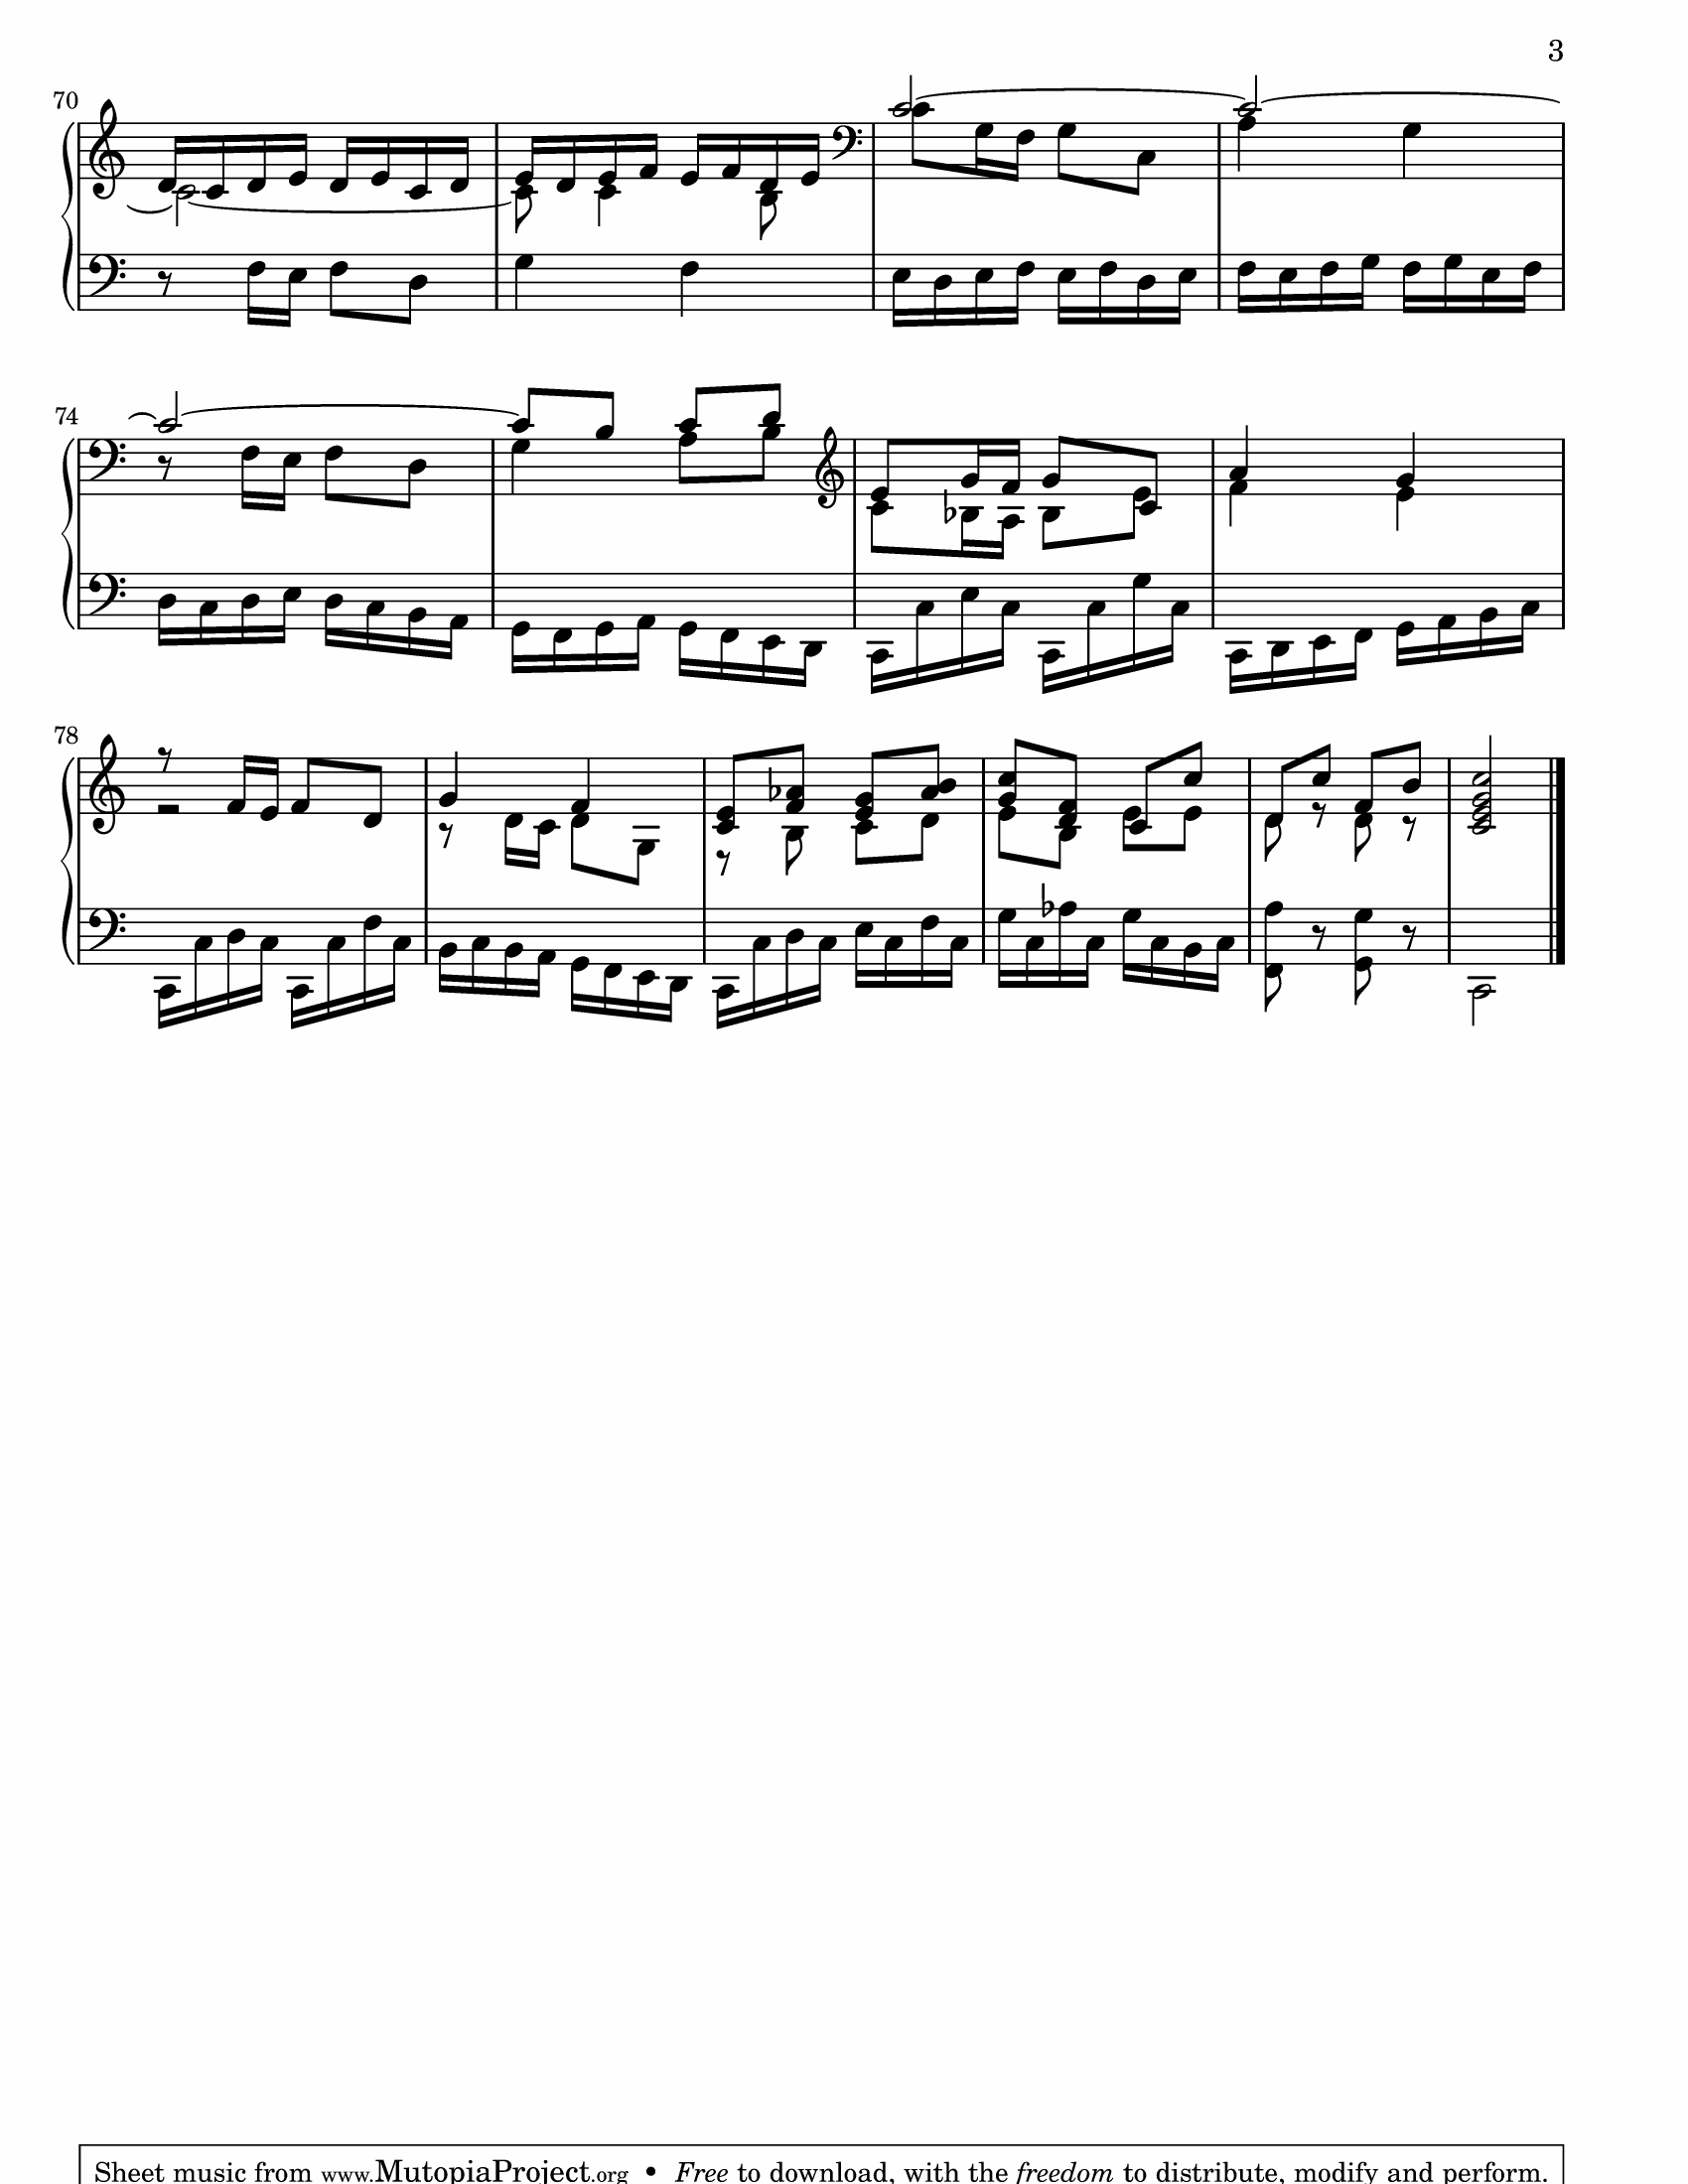 3
70
74
78
Sheet music from www.MutopiaProject.org • Free to download, with the freedom to distribute, modify and perform.